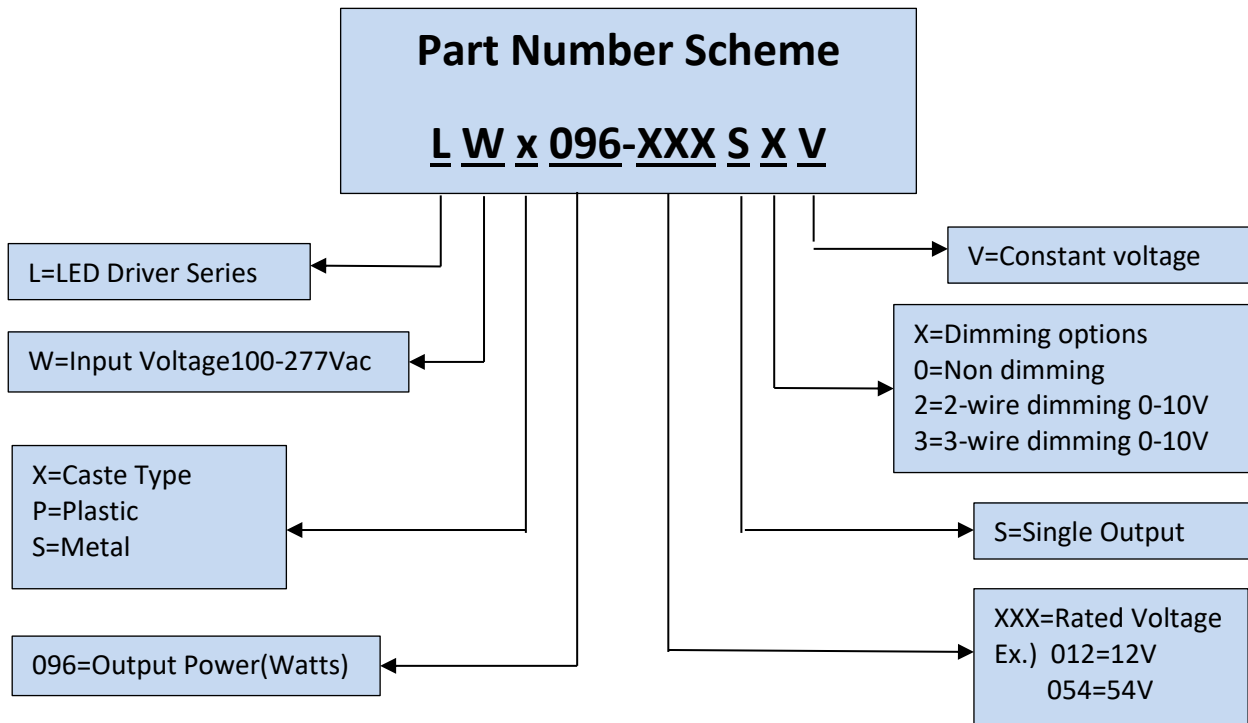 Part Number Scheme
L W x 096-XXX S X V
L=LED Driver Series
W=Input Voltage100-277Vac
X=Caste Type
P=Plastic
S=Metal
096=Output Power(Watts)
V=Constant voltage
X=Dimming options
0=Non dimming
2=2-wire dimming 0-10V
3=3-wire dimming 0-10V
S=Single Output
XXX=Rated Voltage
Ex.) 012=12V
054=54V